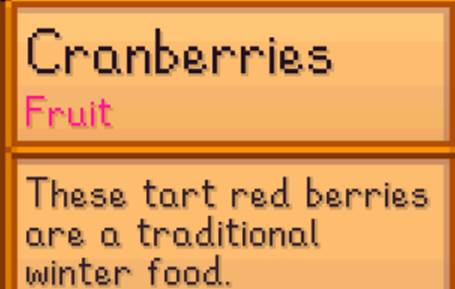 Cranberries
Fruit
These tart red berries
are a traditional
winter food.